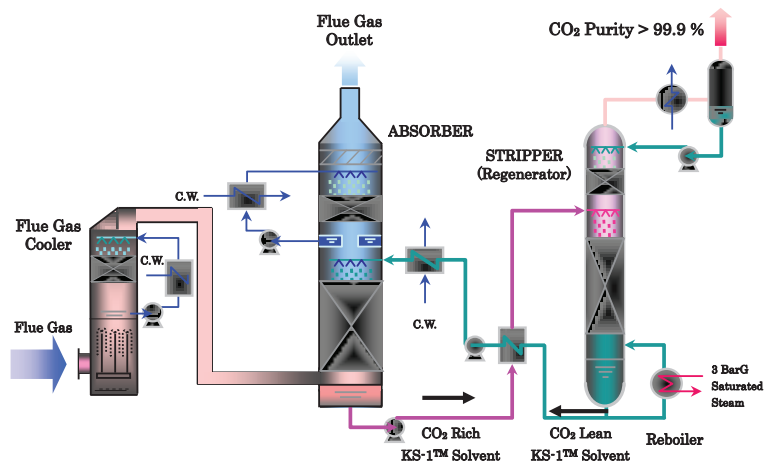 Flue Gas
Outlet
CO₂ Purity > 99.9 %
ABSORBER
STRIPPER
(Regenerator)
C.W.
Flue Gas
Cooler
C.W.
Flue Gas
C.W.
3 BarG
Saturated
Steam
CO₂ Rich
KS-1™ Solvent
CO₂ Lean
KS-1™ Solvent
Reboiler